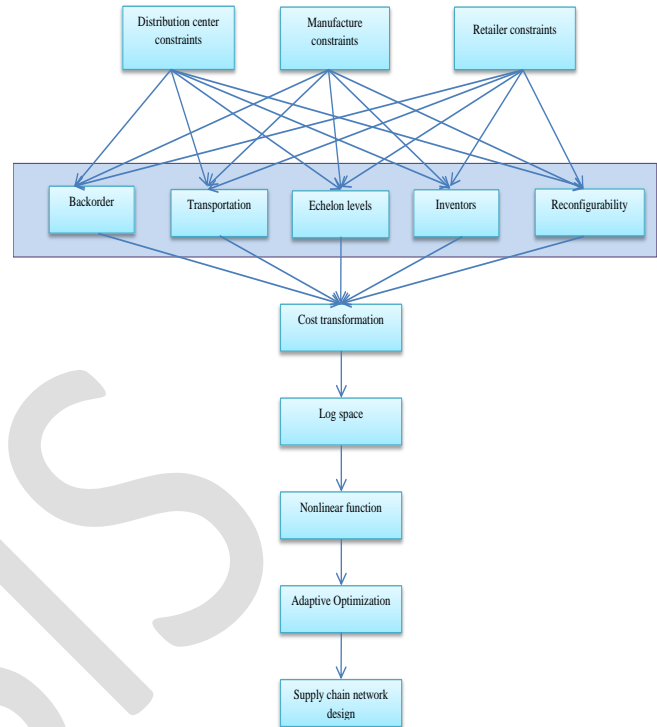 Distribution center
constraints
Manufacture
constraints
Retailer constraints
Backorder
Transportation
Echelon levels
Inventors
Reconfigurability
Cost transformation
Log space
Nonlinear function
Adaptive Optimization
Supply chain network
design